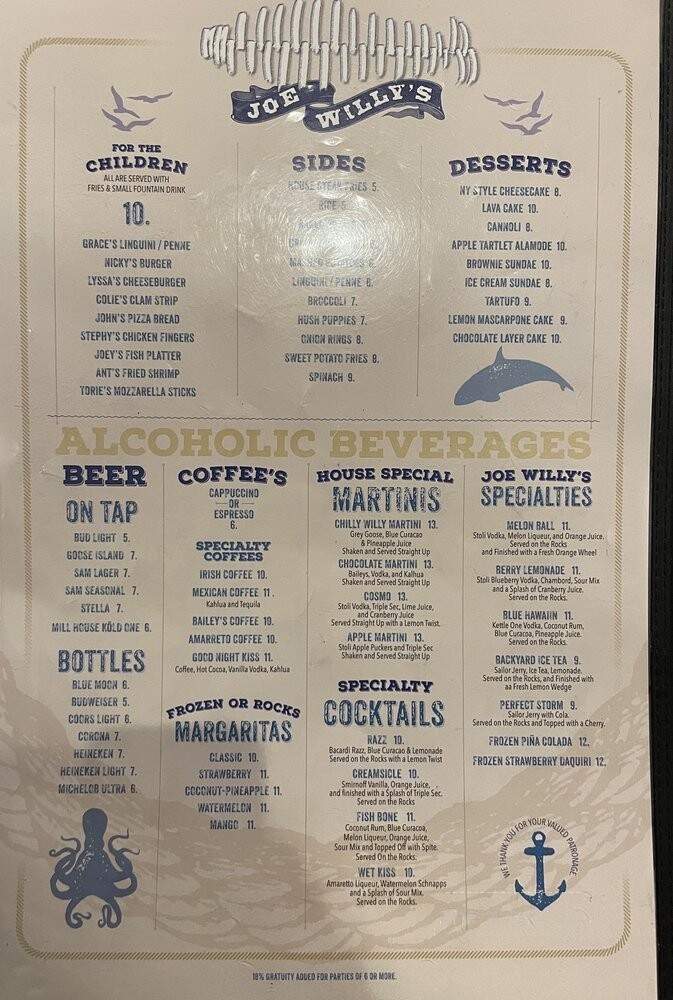 JOE WILLY'S
FOR THE
CHILDREN
ALL ARE SERVED WITH
FRIES & SMALL FOUNTAIN DRINK
10.
GRACE'S LINGUINI / PENNE
NICKY'S BURGER
LYSSA'S CHEESEBURGER
COLIE'S CLAM STRIP
JOHN'S PIZZA BREAD
STEPHY'S CHICKEN FINGERS
JOEY'S FISH PLATTER
ANT'S FRIED SHRIMP
TORIE'S MOZZARELLA STICKS
SIDES
HOUSE STEAK FRIES 5.
RICE 5.
MASHED POTATOES 6.
LINGUINI / PENNE 6.
BROCCOLI 7.
HUSH PUPPIES 7.
ONION RINGS 8.
SWEET POTATO FRIES 8.
SPINACH 9.
DESSERTS
NY STYLE CHEESECAKE 8.
LAVA CAKE 10.
CANNOLI 8.
APPLE TARTLET ALAMODE 10.
BROWNIE SUNDAE 10.
ICE CREAM SUNDAE 8.
TARTUFO 9.
LEMON MASCARPONE CAKE 9.
CHOCOLATE LAYER CAKE 10.
ALCOHOLIC BEVERAGES
BEER
ON TAP
BUD LIGHT 5.
GOOSE ISLAND 7.
SAM LAGER 7.
SAM SEASONAL 7.
STELLA 7.
MILL HOUSE KÖLD ONE 6.
BOTTLES
BLUE MOON 6.
BUDWEISER 5.
COORS LIGHT 6.
CORONA 7.
HEINEKEN 7.
HEINEKEN LIGHT 7.
MICHELOB ULTRA 6.
COFFEE'S
CAPPUCCINO
—OR—
ESPRESSO
6.
SPECIALTY
COFFEES
IRISH COFFEE 10.
MEXICAN COFFEE 11.
Kahlua and Tequila
BAILEY'S COFFEE 10.
AMARRETO COFFEE 10.
GOOD NIGHT KISS 11.
Coffee, Hot Cocoa, Vanilla Vodka, Kahlua
FROZEN OR ROCKS
MARGARITAS
CLASSIC 10.
STRAWBERRY 11.
COCONUT-PINEAPPLE 11.
WATERMELON 11.
MANGO 11.
HOUSE SPECIAL
MARTINIS
CHILLY WILLY MARTINI 13.
Grey Goose, Blue Curacao
& Pineapple Juice
Shaken and Served Straight Up
CHOCOLATE MARTINI 13.
Baileys, Vodka, and Kalhua
Shaken and Served Straight Up
COSMO 13.
Stoli Vodka, Triple Sec, Lime Juice,
and Cranberry Juice
Served Straight Up with a Lemon Twist.
APPLE MARTINI 13.
Stoli Apple Puckers and Triple Sec
Shaken and Served Straight Up
SPECIALTY
COCKTAILS
RAZZ 10.
Bacardi Razz, Blue Curacao & Lemonade
Served on the Rocks with a Lemon Twist
CREAMSICLE 10.
Smirnoff Vanilla, Orange Juice,
and finished with a Splash of Triple Sec.
Served on the Rocks
FISH BONE 11.
Coconut Rum, Blue Curacoa,
Melon Liqueur, Orange Juice,
Sour Mix and Topped Off with Spite.
Served On the Rocks.
WET KISS 10.
Amaretto Liqueur, Watermelon Schnapps
and a Splash of Sour Mix.
Served on the Rocks.
JOE WILLY'S
SPECIALTIES
MELON BALL 11.
Stoli Vodka, Melon Liqueur, and Orange Juice.
Served on the Rocks
and Finished with a Fresh Orange Wheel
BERRY LEMONADE 11.
Stoli Blueberry Vodka, Chambord, Sour Mix
and a Splash of Cranberry Juice.
Served on the Rocks.
BLUE HAWAIIN 11.
Kettle One Vodka, Coconut Rum,
Blue Curacoa, Pineapple Juice.
Served on the Rocks.
BACKYARD ICE TEA 9.
Sailor Jerry, Ice Tea, Lemonade.
Served on the Rocks, and Finished with
aa Fresh Lemon Wedge
PERFECT STORM 9.
Sailor Jerry with Cola.
Served on the Rocks and Topped with a Cherry.
FROZEN PIÑA COLADA 12.
FROZEN STRAWBERRY DAQUIRI 12.
WE THANK YOU FOR YOUR VALUED PATRONAGE
18% GRATUITY ADDED FOR PARTIES OF 6 OR MORE.